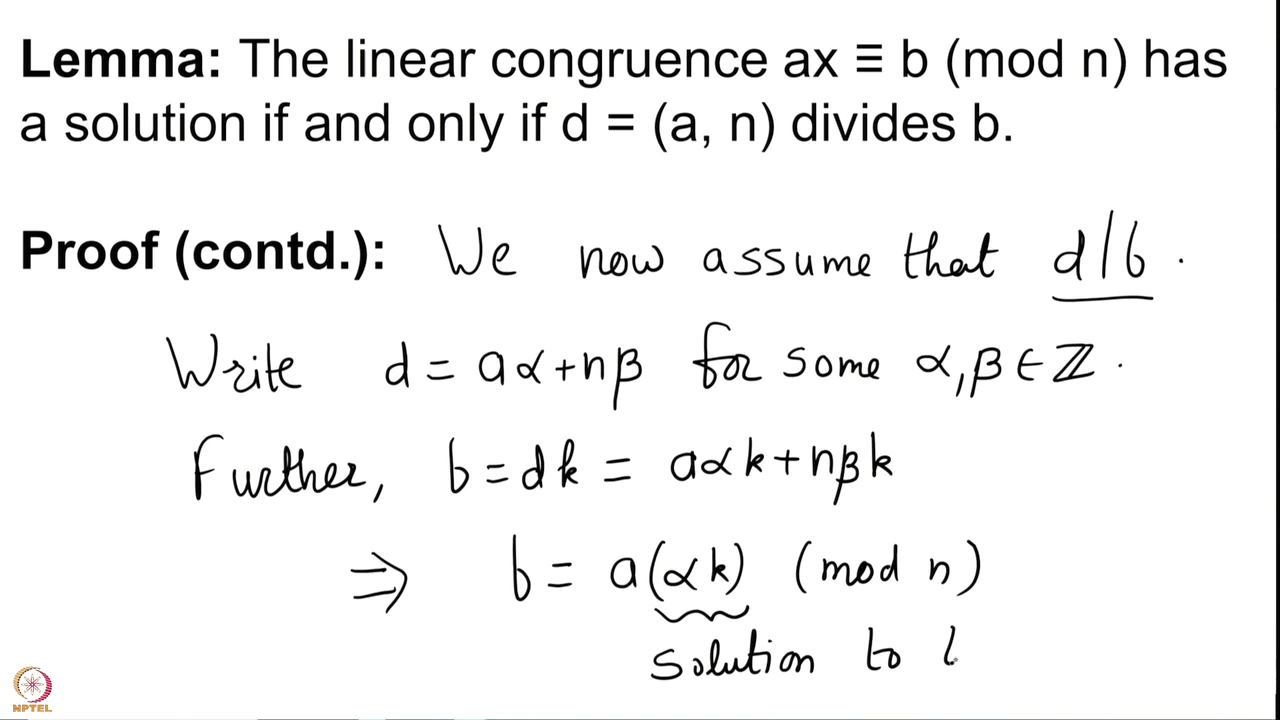 Lemma: The linear congruence ax ≡ b (mod n) has
a solution if and only if d = (a, n) divides b.
Proof (contd.): We now assume that d/b.
Write d = aα+nβ for some α,β∈ℤ.
Further, b = dk = aαk+nβk
⇒ b = a(αk) (mod n)
solution to
NPTEL